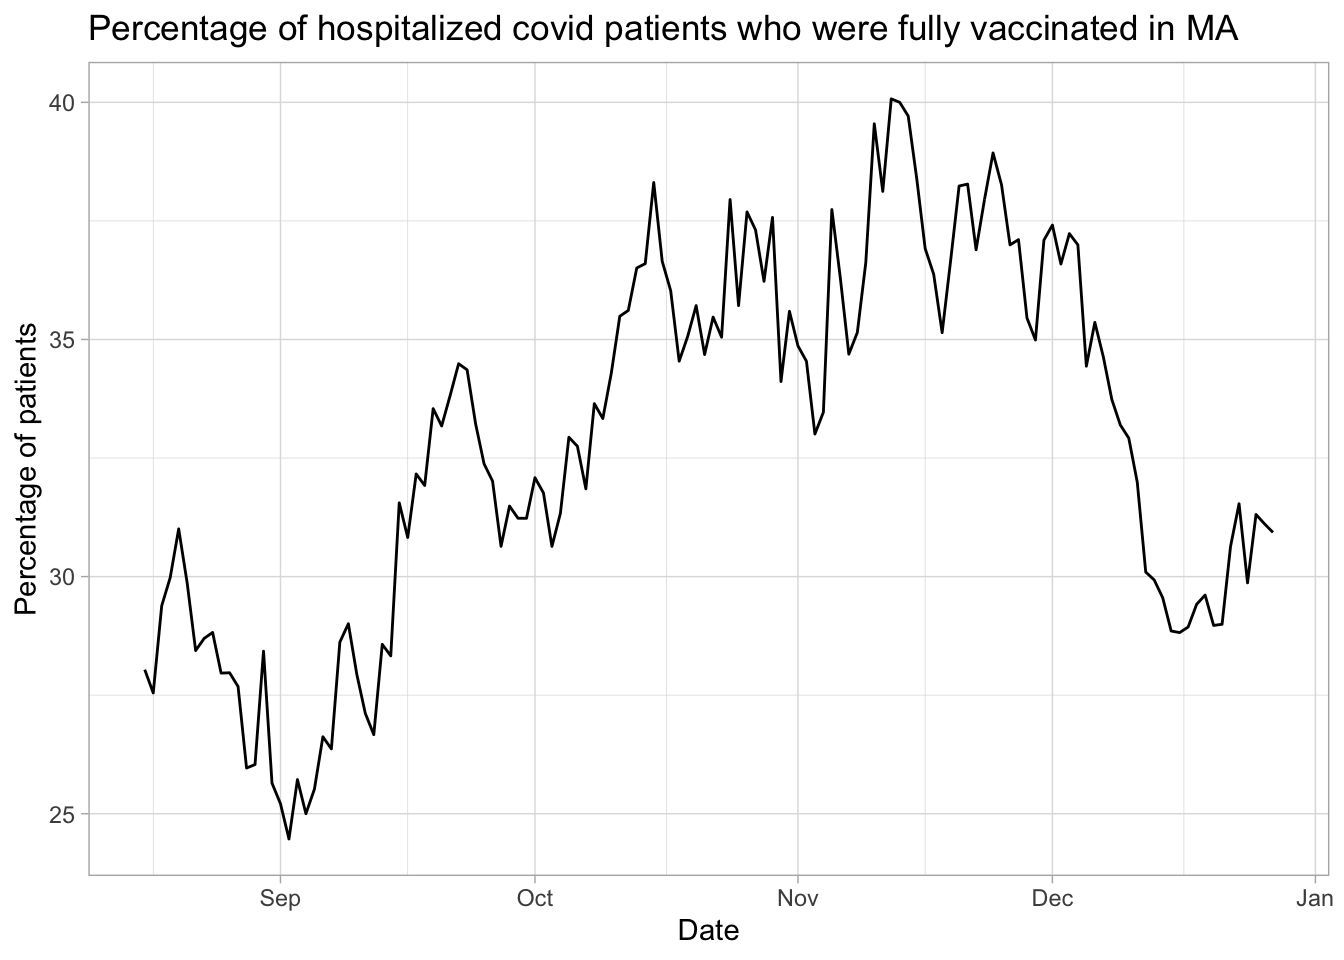 Percentage of hospitalized covid patients who were fully vaccinated in MA
40
35
30
25
Percentage of patients
Sep Oct Nov Dec Jan
Date